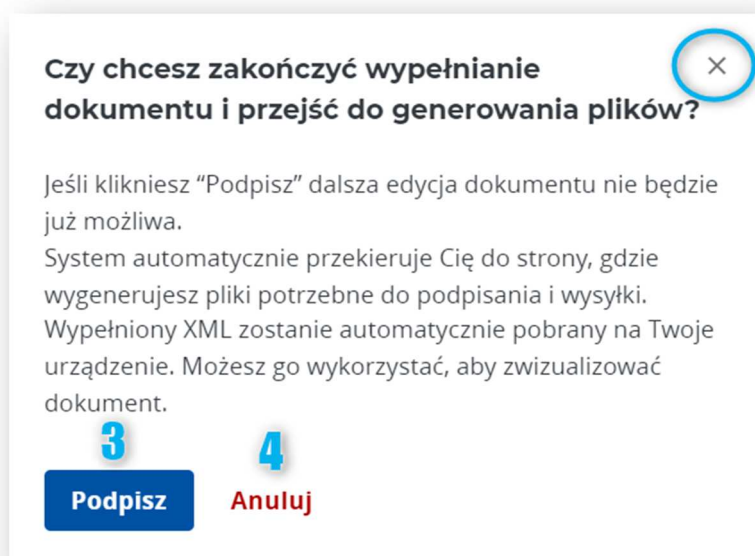 Czy chcesz zakończyć wypełnianie
dokumentu i przejść do generowania plików?
Jeśli klikniesz “Podpisz” dalsza edycja dokumentu nie będzie
już możliwa.
System automatycznie przekieruje Cię do strony, gdzie
wygenerujesz pliki potrzebne do podpisania i wysyłki.
Wypełniony XML zostanie automatycznie pobrany na Twoje
urządzenie. Możesz go wykorzystać, aby zwizualizować
dokument.
3 4
Podpisz Anuluj